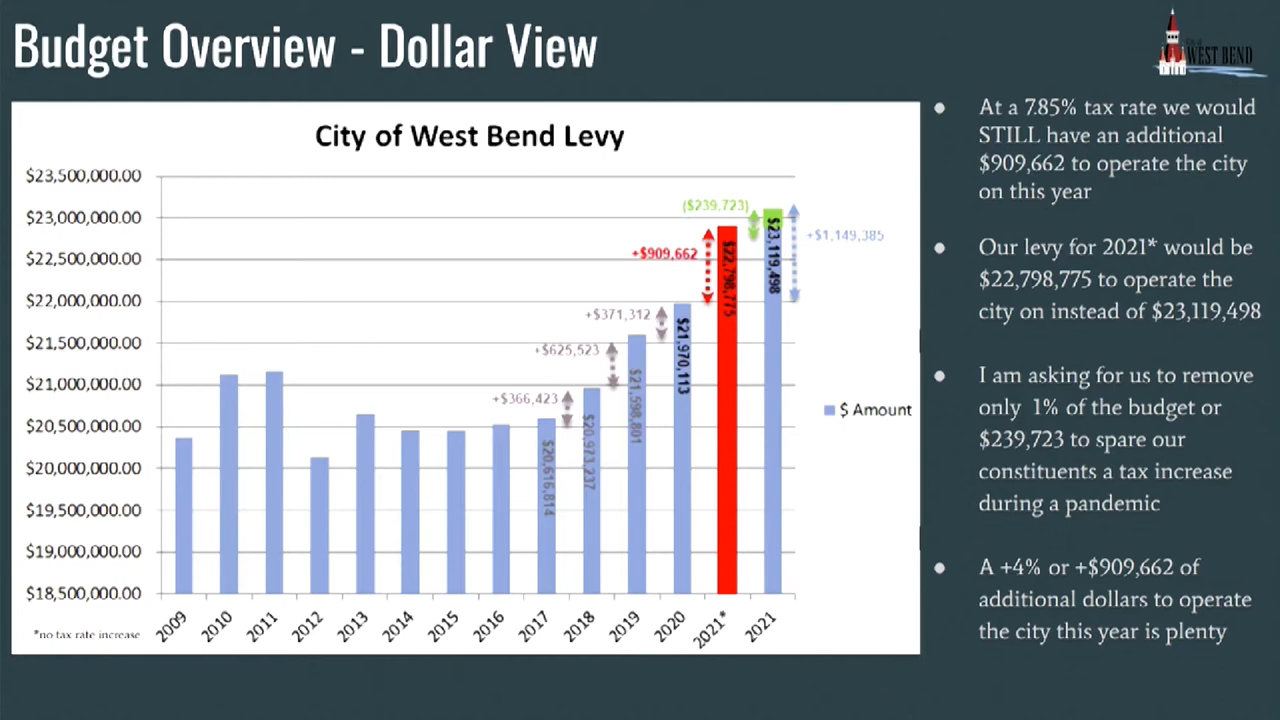 Budget Overview - Dollar View
City of
WEST BEND
City of West Bend Levy
$23,500,000.00
$23,000,000.00
$22,500,000.00
$22,000,000.00
$21,500,000.00
$21,000,000.00
$20,500,000.00
$20,000,000.00
$19,500,000.00
$19,000,000.00
$18,500,000.00
+$366,423
+$625,523
+$371,312
+$909,662
($239,723)
+$1,149,385
$20,616,814
$20,973,237
$21,598,801
$21,970,113
$22,798,775
$23,119,498
$ Amount
2009
2010
2011
2012
2013
2014
2015
2016
2017
2018
2019
2020
2021*
2021
*no tax rate increase
● At a 7.85% tax rate we would
STILL have an additional
$909,662 to operate the city
on this year
● Our levy for 2021* would be
$22,798,775 to operate the
city on instead of $23,119,498
● I am asking for us to remove
only 1% of the budget or
$239,723 to spare our
constituents a tax increase
during a pandemic
● A +4% or +$909,662 of
additional dollars to operate
the city this year is plenty